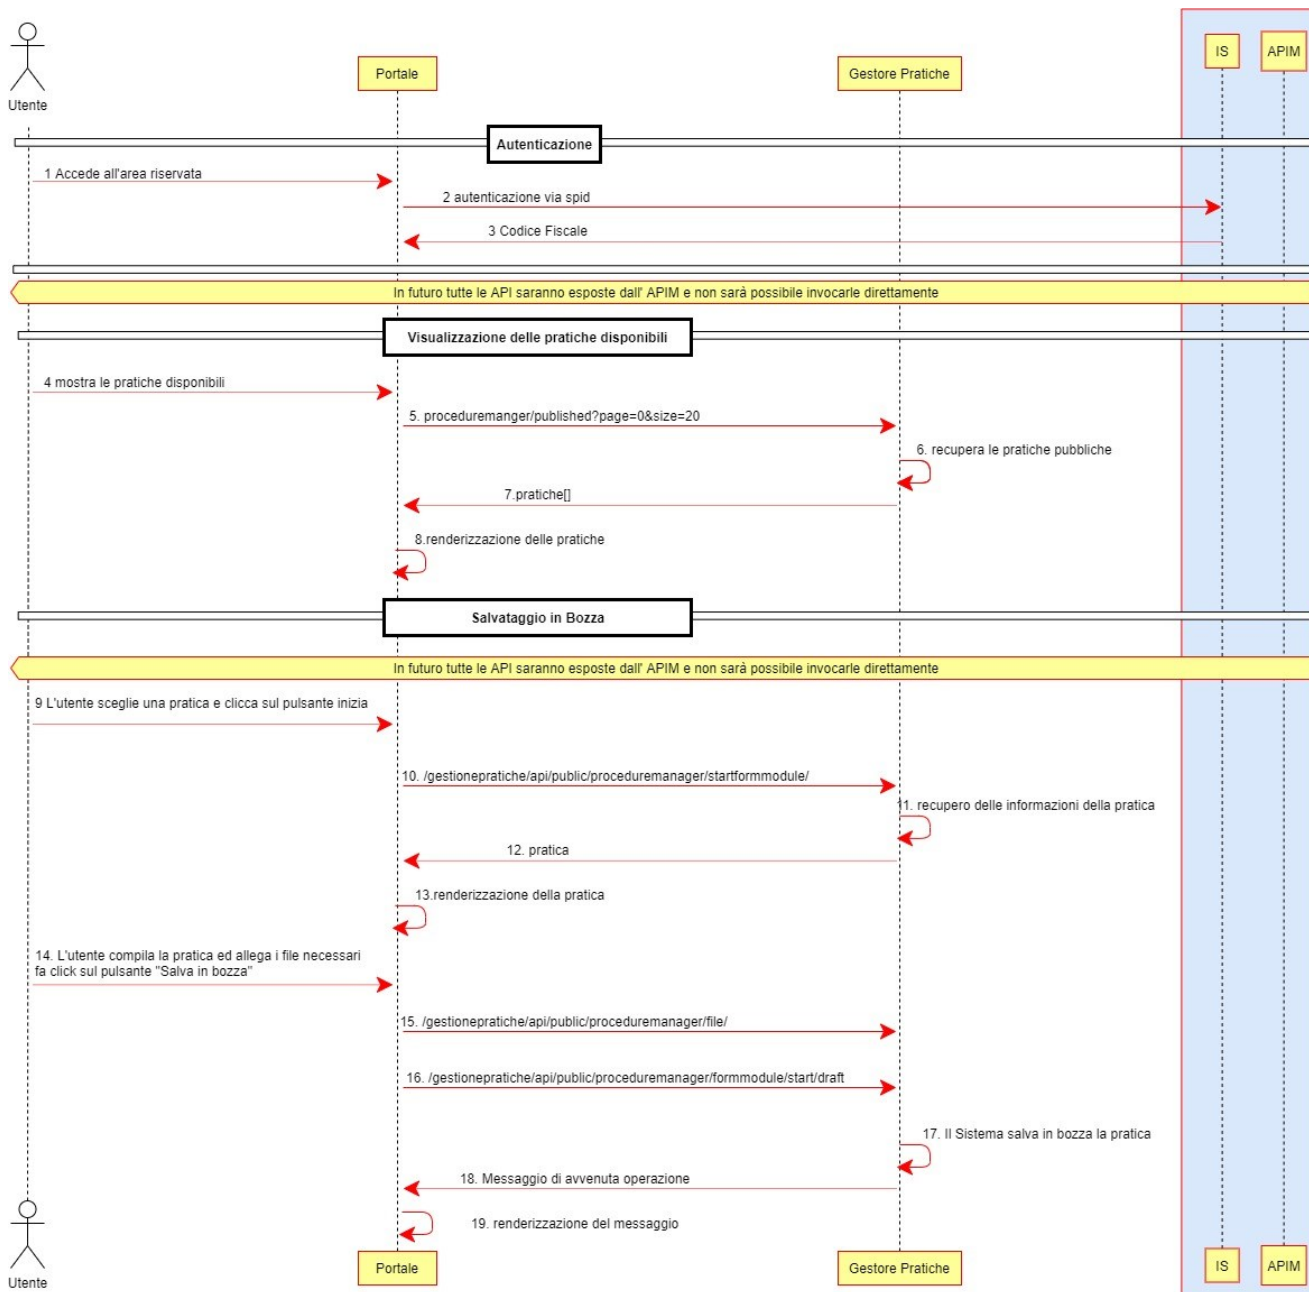 Utente
Portale
Gestore Pratiche
IS
APIM
Autenticazione
1 Accede all'area riservata
2 autenticazione via spid
3 Codice Fiscale
In futuro tutte le API saranno esposte dall' APIM e non sarà possibile invocarle direttamente
Visualizzazione delle pratiche disponibili
4 mostra le pratiche disponibili
5. proceduremanger/published?page=0&size=20
6. recupera le pratiche pubbliche
7.pratiche[]
8.renderizzazione delle pratiche
Salvataggio in Bozza
In futuro tutte le API saranno esposte dall' APIM e non sarà possibile invocarle direttamente
9 L'utente sceglie una pratica e clicca sul pulsante inizia
10. /gestionepratiche/api/public/proceduremanager/startformmodule/
11. recupero delle informazioni della pratica
12. pratica
13.renderizzazione della pratica
14. L'utente compila la pratica ed allega i file necessari
fa click sul pulsante "Salva in bozza"
15. /gestionepratiche/api/public/proceduremanager/file/
16. /gestionepratiche/api/public/proceduremanager/formmodule/start/draft
17. Il Sistema salva in bozza la pratica
18. Messaggio di avvenuta operazione
19. renderizzazione del messaggio
Utente
Portale
Gestore Pratiche
IS
APIM